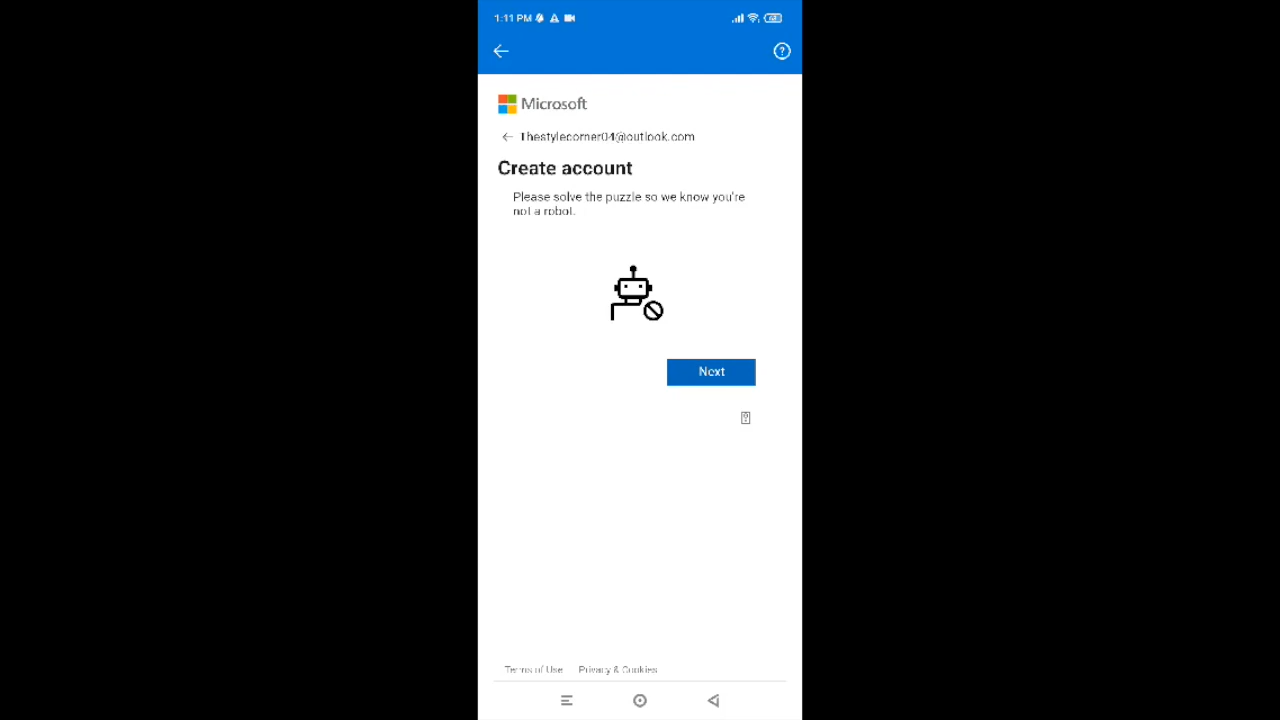 1:11 PM
Microsoft
Thestylecorner04@outlook.com
Create account
Please solve the puzzle so we know you're
not a robot.
Next
Terms of Use Privacy & Cookies